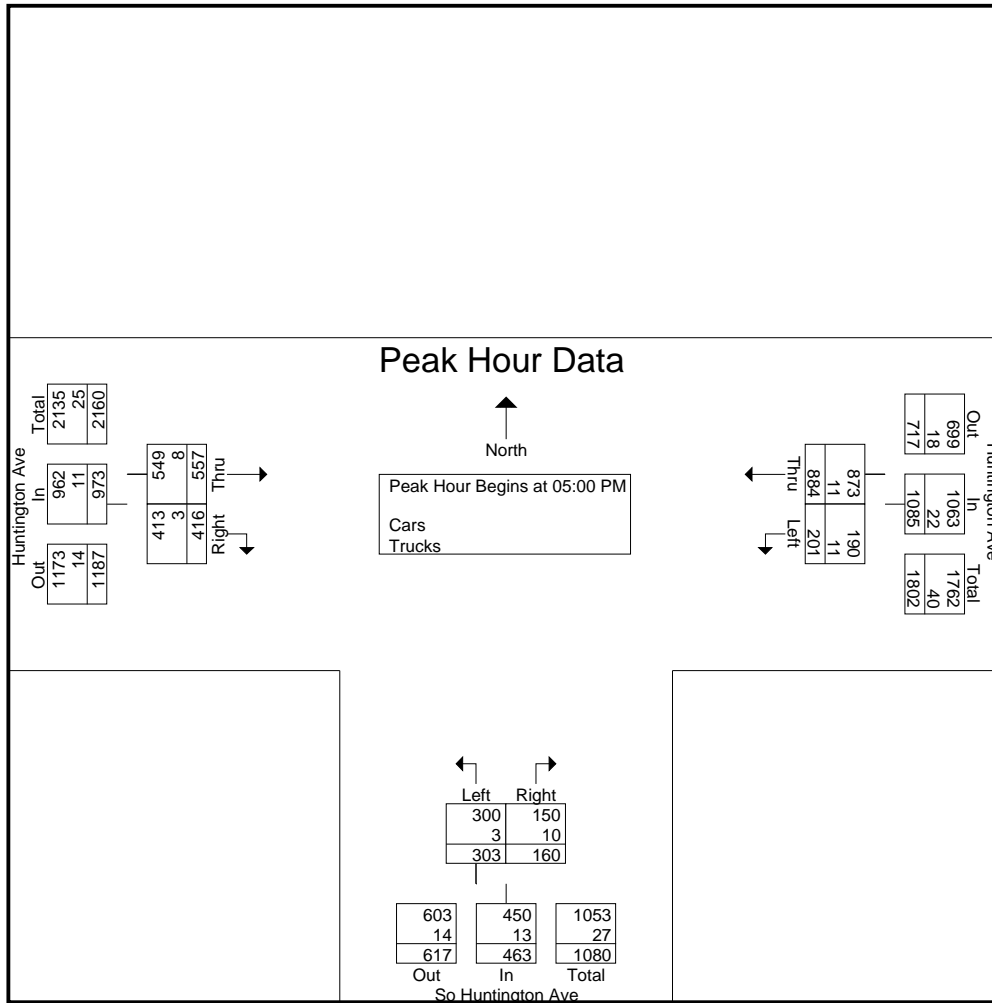 Peak Hour Data
North
Peak Hour Begins at 05:00 PM
Cars
Trucks
Huntington Ave
Total
2135
25
2160
In
962
11
973
Out
1173
14
1187
Thru
549
8
557
Right
413
3
416
Huntington Ave
Out
699
18
717
In
1063
22
1085
Total
1762
40
1802
Thru
873
11
884
Left
190
11
201
Left Right
300 150
3 10
303 160
603 450 1053
14 13 27
617 463 1080
Out In Total
So Huntington Ave